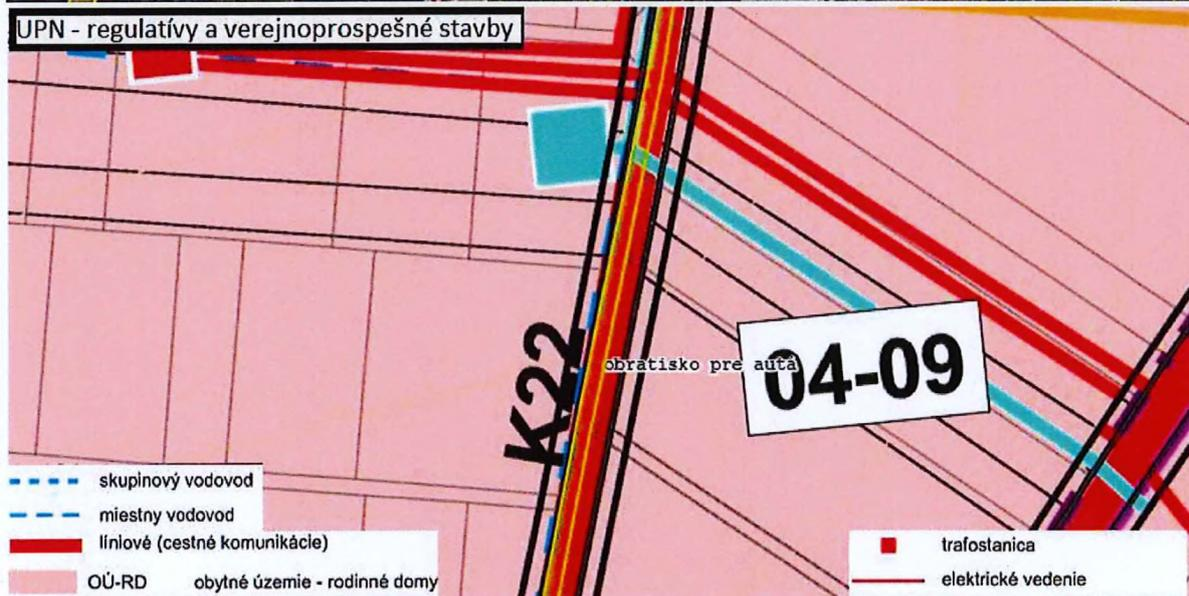 UPN - regulatívy a verejnoprospešné stavby
K22
obratisko pre autá
04-09
skupinový vodovod
miestny vodovod
líniové (cestné komunikácie)
OÚ-RD obytné územie - rodinné domy
trafostanica
elektrické vedenie